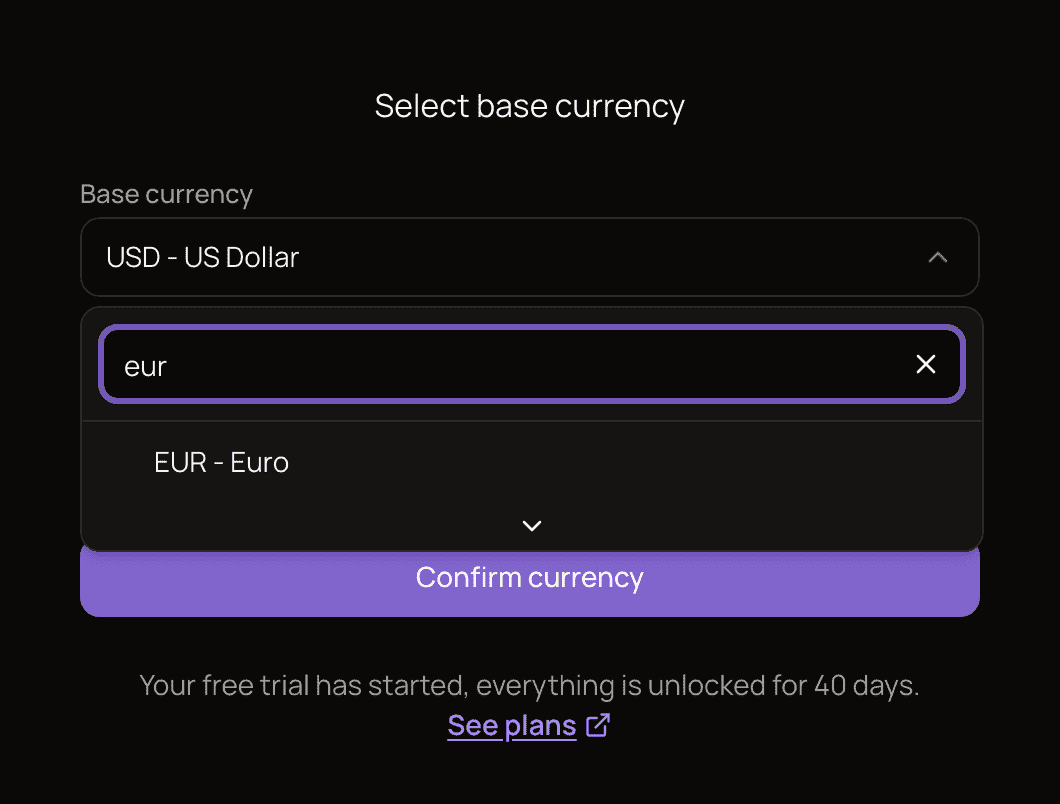 Select base currency
Base currency
USD - US Dollar
eur
EUR - Euro
Confirm currency
Your free trial has started, everything is unlocked for 40 days.
See plans